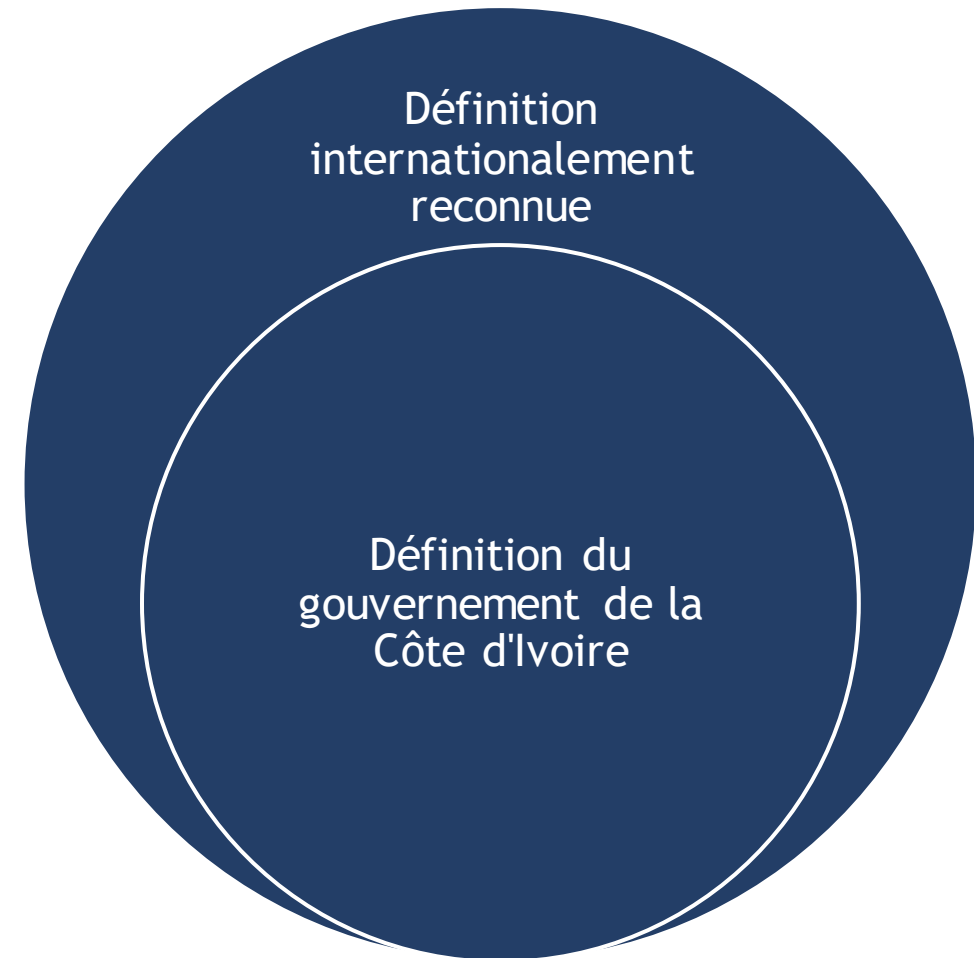 Définition
internationalement
reconnue
Définition du
gouvernement de la
Côte d'Ivoire